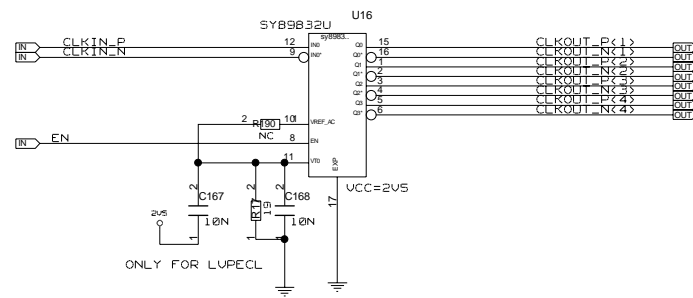 U16
SY89832U
sy8983..
IN CLKIN_P 12 IN0 Q0 15 CLKOUT_P<1> OUT
IN CLKIN_N 9 IN0* Q0* 16 CLKOUT_N<1> OUT
Q1 1 CLKOUT_P<2> OUT
Q1* 2 CLKOUT_N<2> OUT
Q2 3 CLKOUT_P<3> OUT
Q2* 4 CLKOUT_N<3> OUT
Q3 5 CLKOUT_P<4> OUT
Q3* 6 CLKOUT_N<4> OUT
2 R190 1 10 VREF_AC
NC
IN EN 8 EN
11 VT0
EXP
17
VCC=2V5
2 C167 10N 1
2V5
2 R17 19 1
2 C168 10N 1
ONLY FOR LVPECL